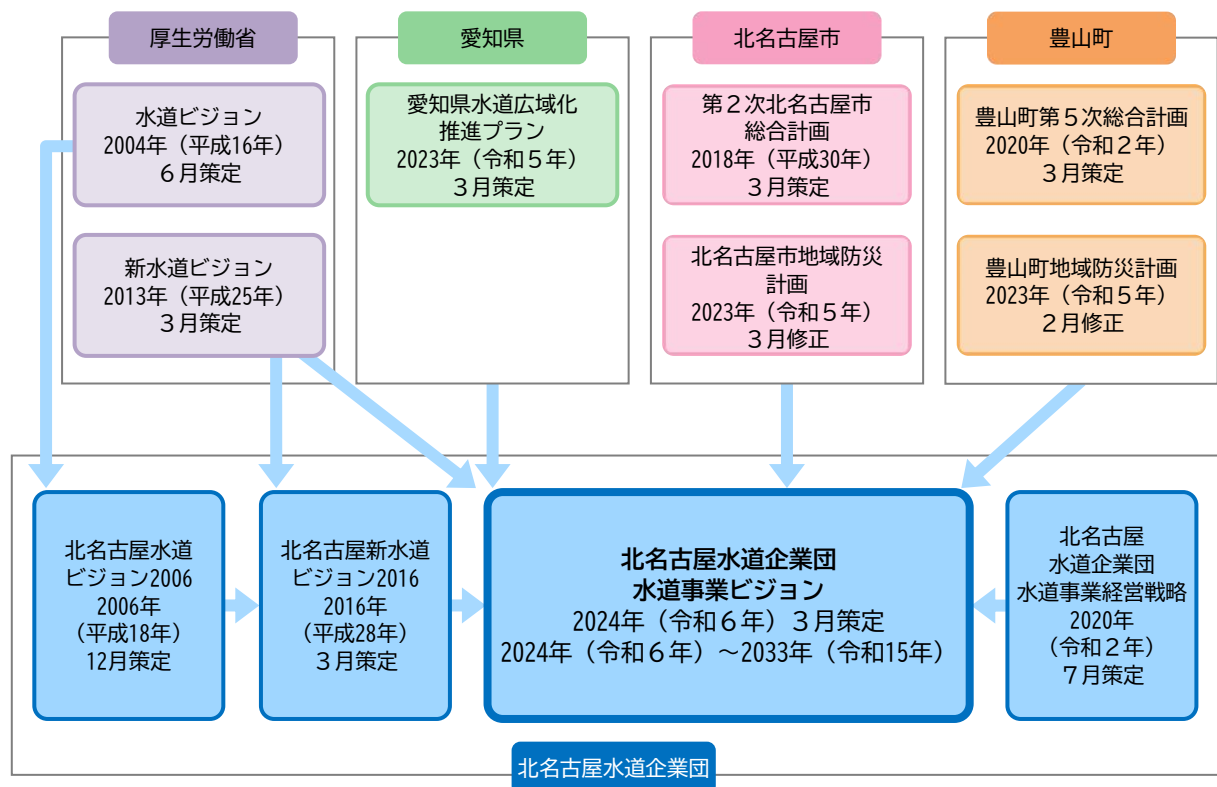 厚生労働省
水道ビジョン
2004年（平成16年）
６月策定
新水道ビジョン
2013年（平成25年）
３月策定
愛知県
愛知県水道広域化
推進プラン
2023年（令和５年）
３月策定
北名古屋市
第２次北名古屋市
総合計画
2018年（平成30年）
３月策定
北名古屋市地域防災
計画
2023年（令和５年）
３月修正
豊山町
豊山町第５次総合計画
2020年（令和２年）
３月策定
豊山町地域防災計画
2023年（令和５年）
２月修正
北名古屋水道
ビジョン2006
2006年
（平成18年）
12月策定
北名古屋新水道
ビジョン2016
2016年
（平成28年）
３月策定
北名古屋水道企業団
水道事業ビジョン
2024年（令和６年）３月策定
2024年（令和６年）～2033年（令和15年）
北名古屋
水道企業団
水道事業経営戦略
2020年
（令和２年）
７月策定
北名古屋水道企業団